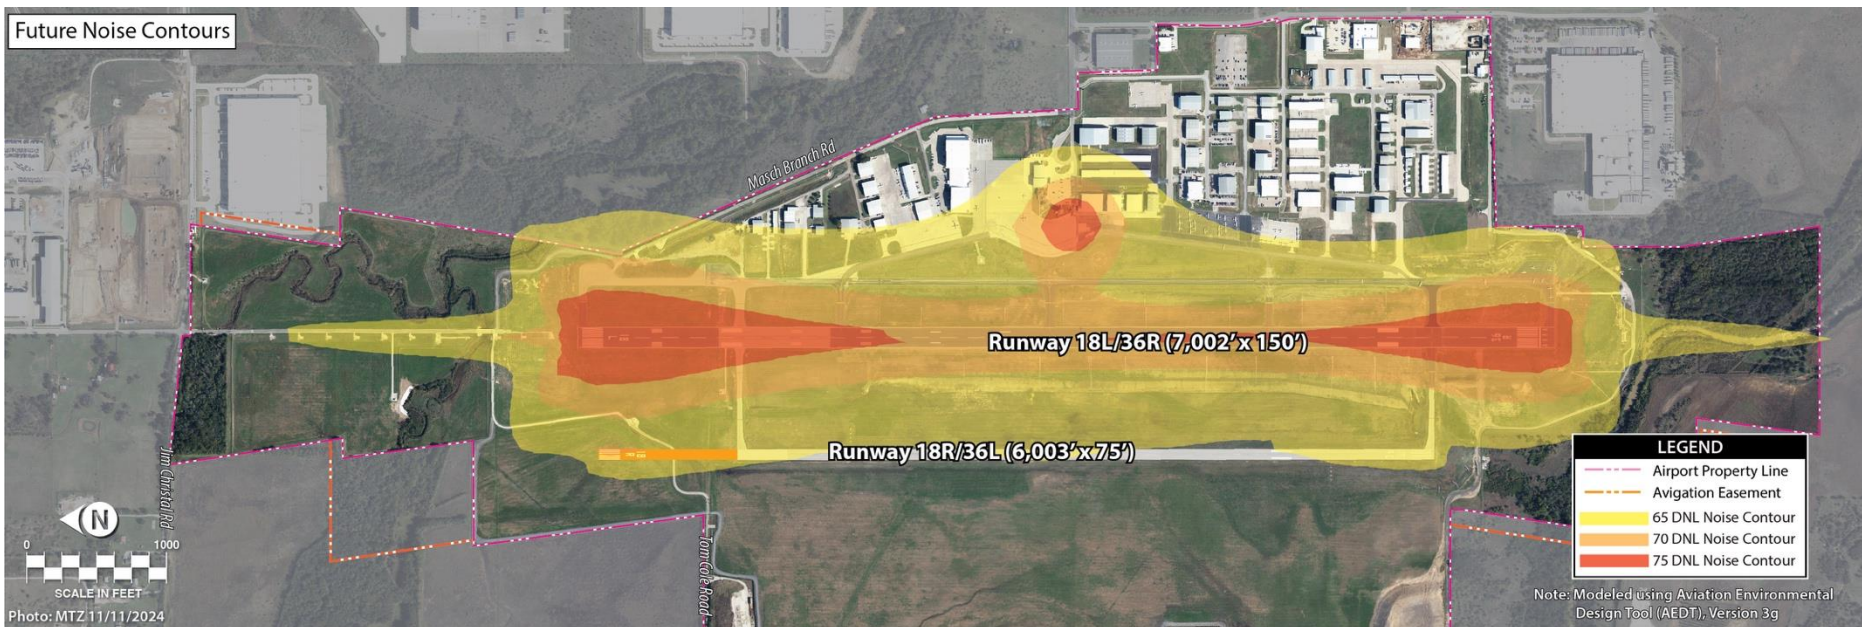 Future Noise Contours
Masch Branch Rd
Runway 18L/36R (7,002’ x 150’)
Runway 18R/36L (6,003’ x 75’)
Jim Christal Rd
Tom Cole Road
N
0 1000
SCALE IN FEET
Photo: MTZ 11/11/2024
LEGEND
Airport Property Line
Avigation Easement
65 DNL Noise Contour
70 DNL Noise Contour
75 DNL Noise Contour
Note: Modeled using Aviation Environmental
Design Tool (AEDT), Version 3g